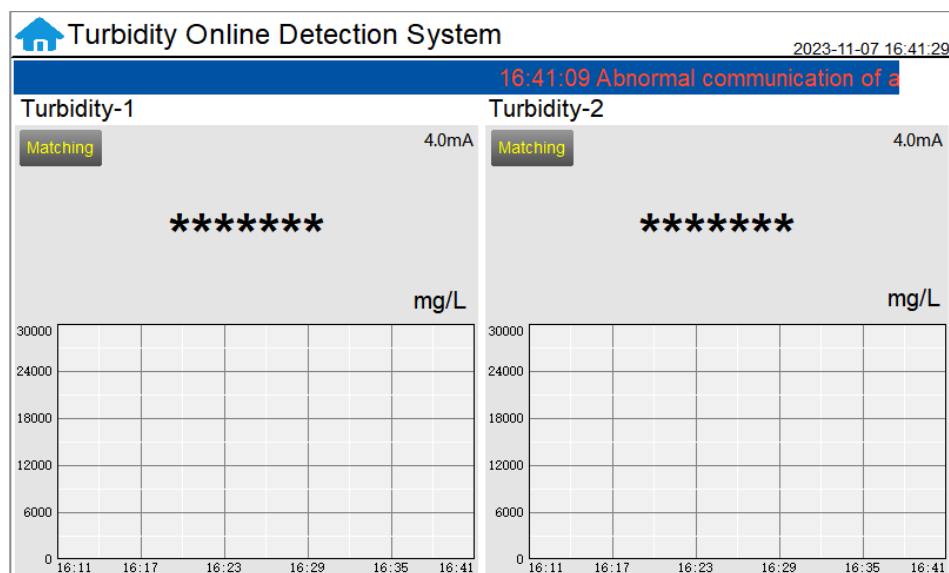 Turbidity Online Detection System
2023-11-07 16:41:29
16:41:09 Abnormal communication of a
Turbidity-1
Turbidity-2
Matching
4.0mA
Matching
4.0mA
*******
*******
mg/L
mg/L
30000
24000
18000
12000
6000
0
16:11 16:17 16:23 16:29 16:35 16:41
30000
24000
18000
12000
6000
0
16:11 16:17 16:23 16:29 16:35 16:41